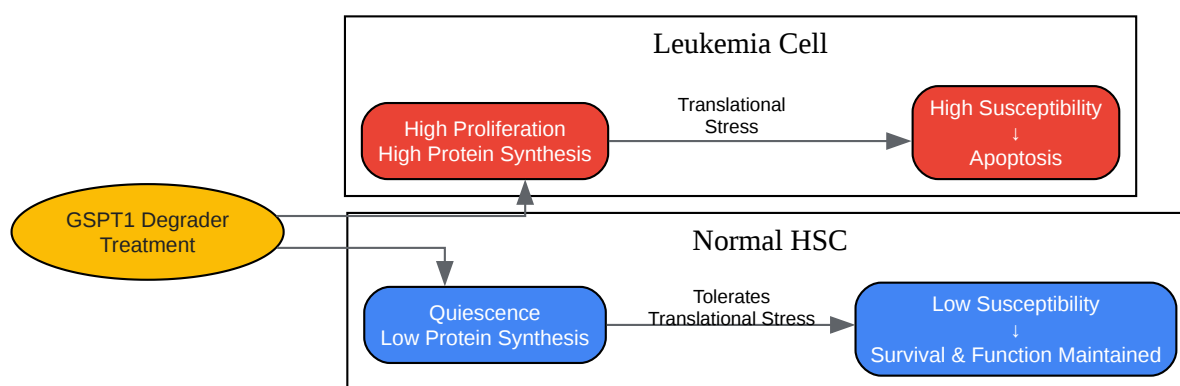 Leukemia Cell
High Proliferation
High Protein Synthesis
Translational
Stress
High Susceptibility
↓
Apoptosis
GSPT1 Degrader
Treatment
Normal HSC
Quiescence
Low Protein Synthesis
Tolerates
Translational Stress
Low Susceptibility
↓
Survival & Function Maintained